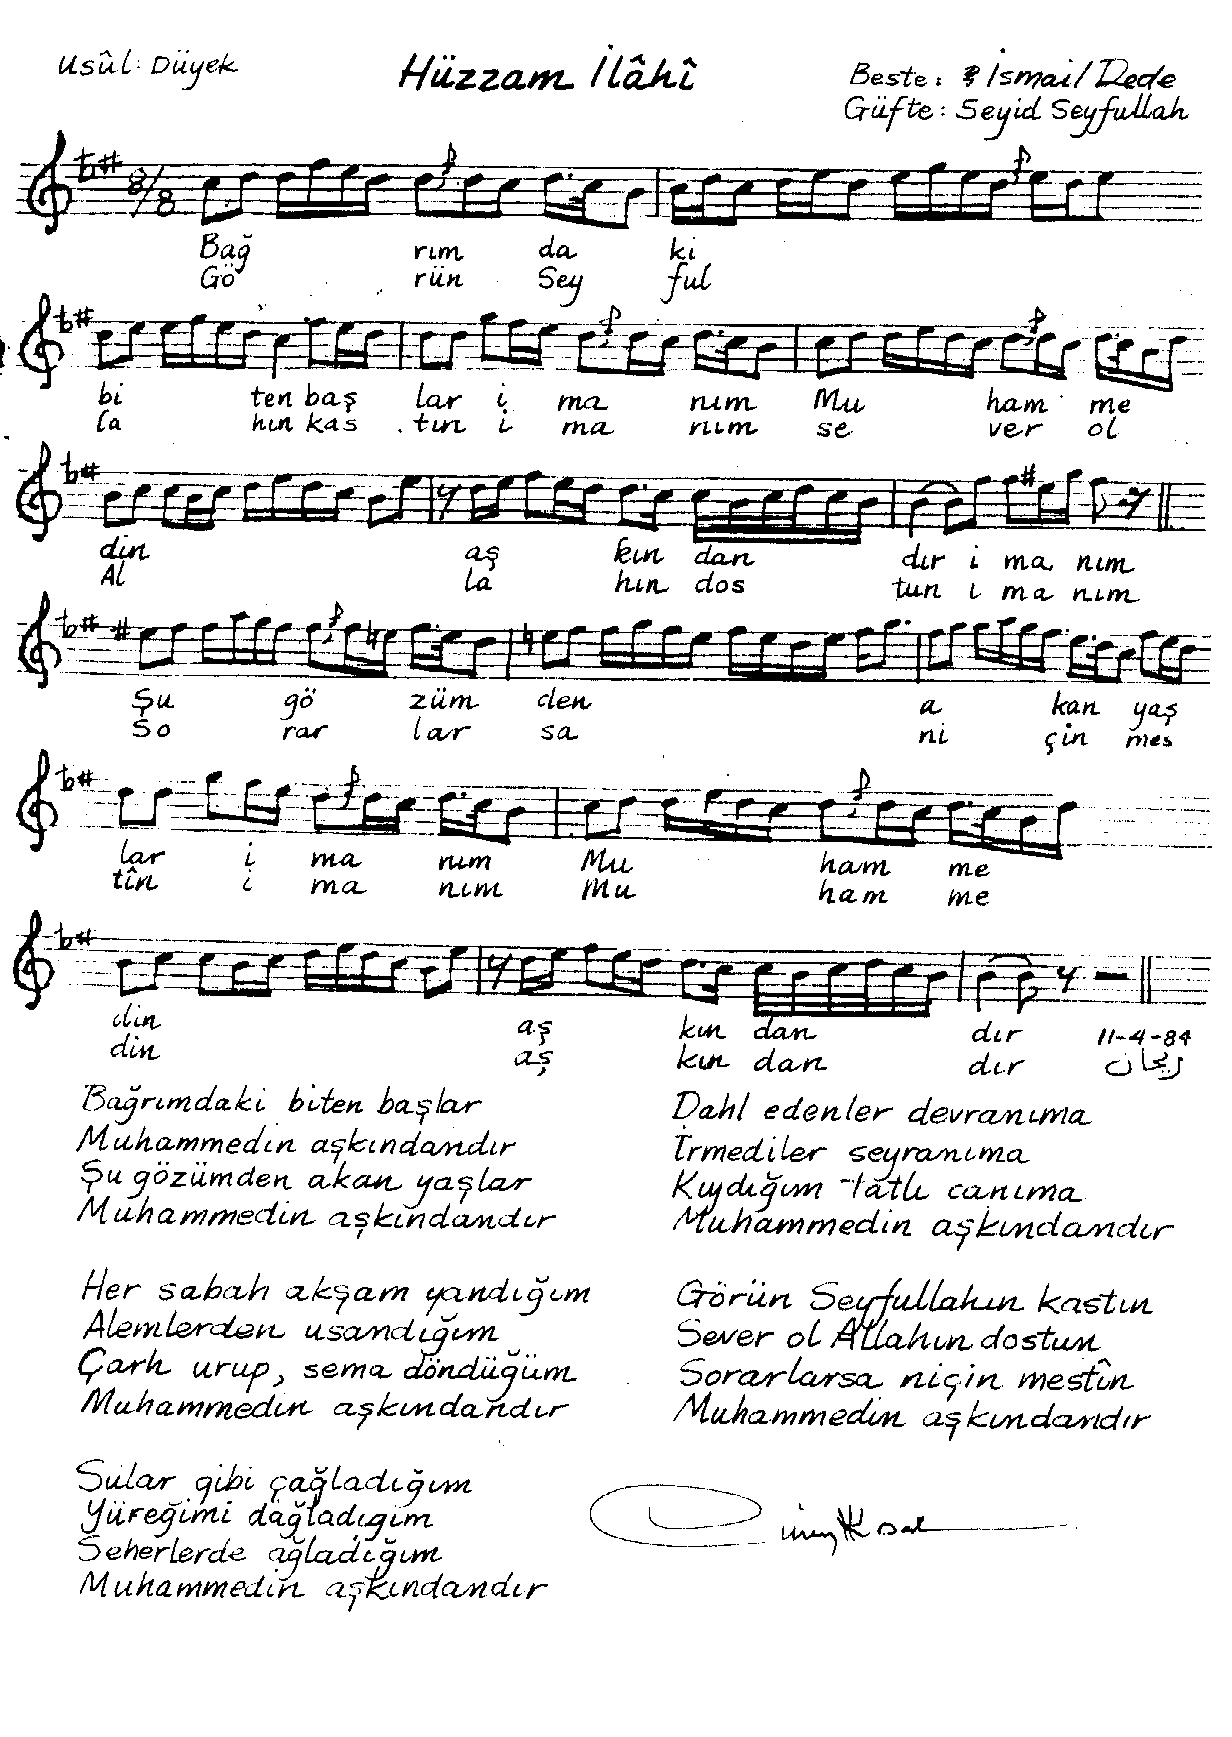 Usûl: Düyek
Hüzzam İlâhî
Beste: İsmail Dede
Güfte: Seyid Seyfullah
8/8
Bağ rım da ki
Gö rün Sey ful
bi ten baş lar i ma nım Mu ham me
la hın kas tın i ma nım se ver ol
din aş kın dan dır i ma nım
Al la hın dos tun i ma nım
Şu gö züm den a kan yaş
So rar lar sa ni çin mes
lar i ma nım Mu ham me
tîn i ma nım Mu ham me
din aş kın dan dır 11-4-84
din aş kın dan dır ريحان
Bağrımdaki biten başlar
Muhammedin aşkındandır
Şu gözümden akan yaşlar
Muhammedin aşkındandır
Her sabah akşam yandığım
Alemlerden usandığım
Çarh urup, sema döndüğüm
Muhammedin aşkındandır
Sular gibi çağladığım
Yüreğimi dağladıgım
Seherlerde ağladığım
Muhammedin aşkındandır
Dahl edenler devranıma
İrmediler seyranıma
Kıydığım tatlı canıma
Muhammedin aşkındandır
Görün Seyfullahın kastın
Sever ol Allahın dostun
Sorarlarsa niçin mestîn
Muhammedin aşkındandır